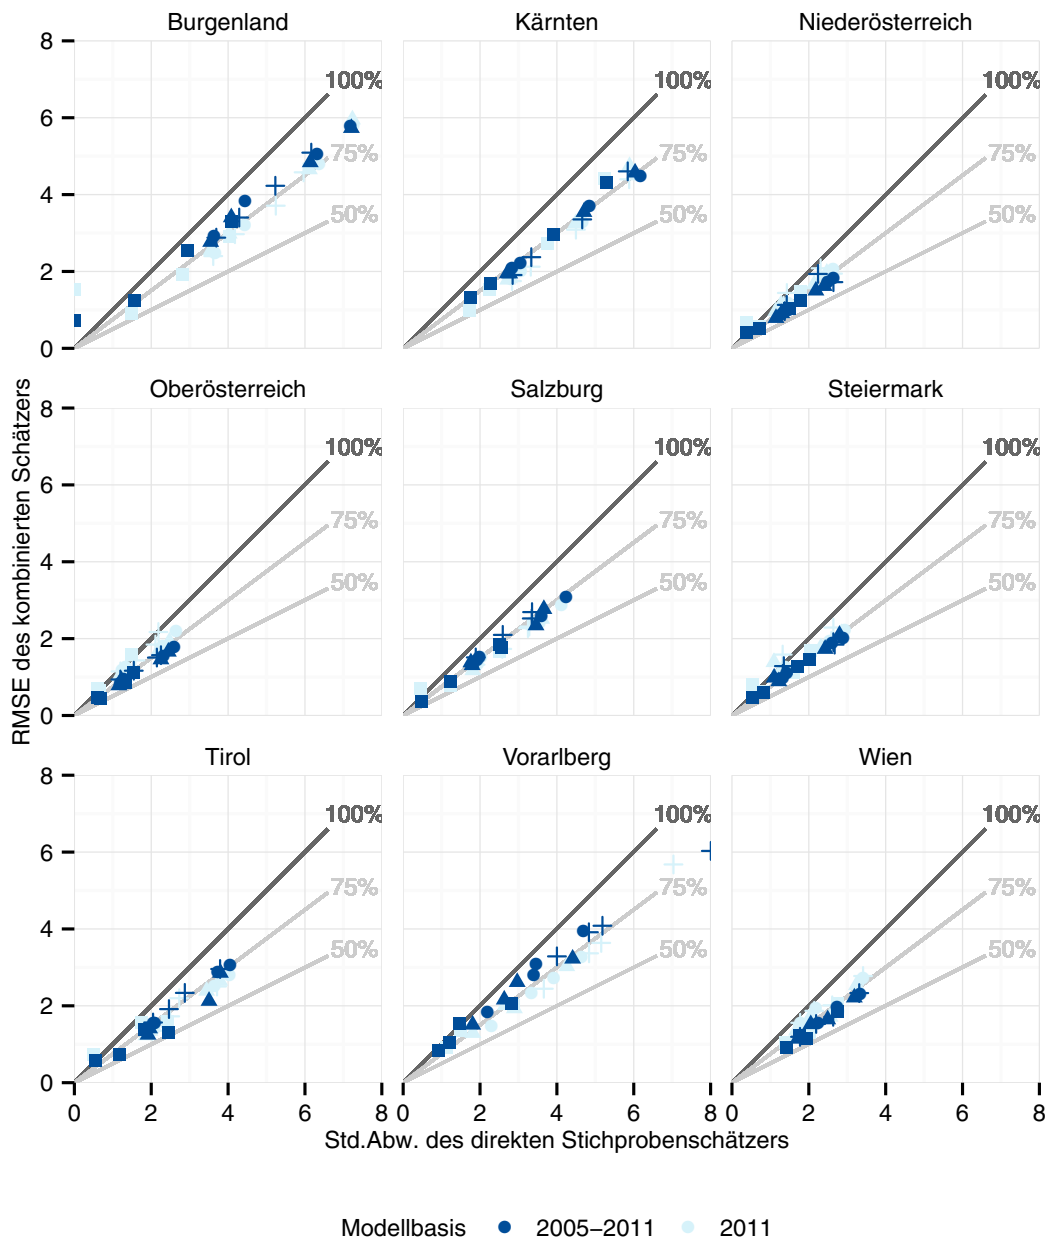 Burgenland Kärnten Niederösterreich
8
100% 100% 100%
6
75% 75% 75%
4
50% 50% 50%
2
0
Oberösterreich Salzburg Steiermark
8
100% 100% 100%
6
75% 75% 75%
4
50% 50% 50%
2
0
RMSE des kombinierten Schätzers
Tirol Vorarlberg Wien
8
100% 100% 100%
6
75% 75% 75%
4
50% 50% 50%
2
0
0 2 4 6 8 0 2 4 6 8 0 2 4 6 8
Std.Abw. des direkten Stichprobenschätzers
Modellbasis 2005–2011 2011